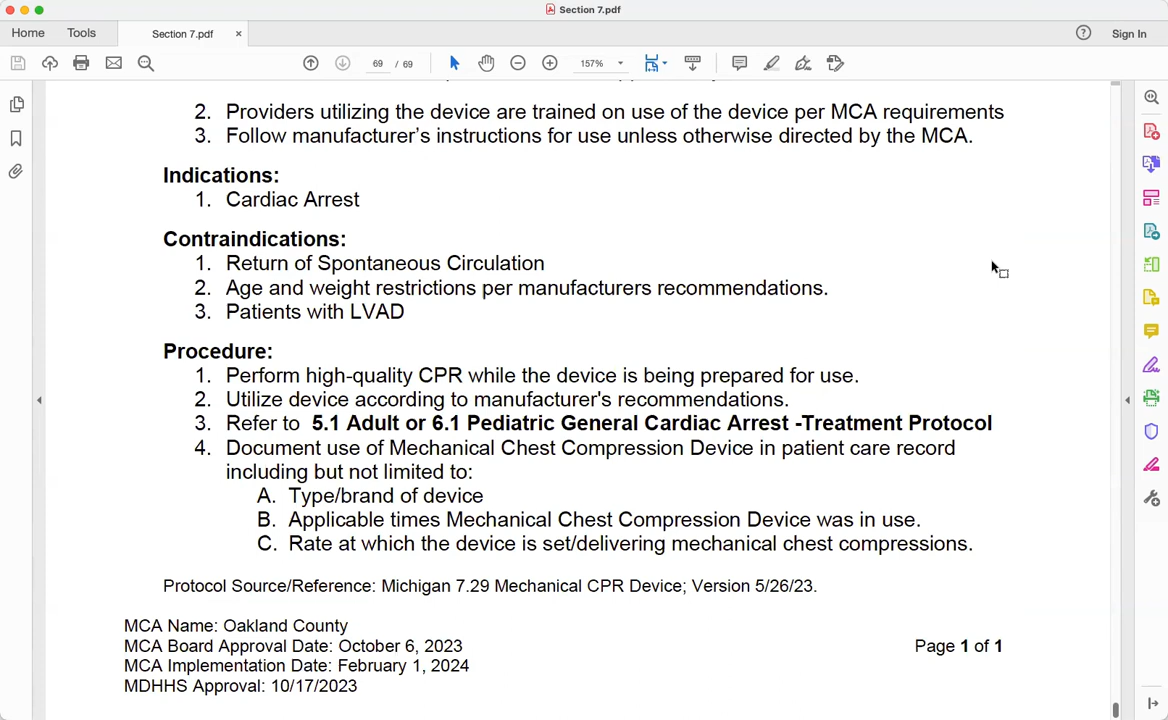 Section 7.pdf
Home Tools Section 7.pdf × ? Sign In
69 / 69 157%
2. Providers utilizing the device are trained on use of the device per MCA requirements
3. Follow manufacturer's instructions for use unless otherwise directed by the MCA.
Indications:
1. Cardiac Arrest
Contraindications:
1. Return of Spontaneous Circulation
2. Age and weight restrictions per manufacturers recommendations.
3. Patients with LVAD
Procedure:
1. Perform high-quality CPR while the device is being prepared for use.
2. Utilize device according to manufacturer's recommendations.
3. Refer to 5.1 Adult or 6.1 Pediatric General Cardiac Arrest -Treatment Protocol
4. Document use of Mechanical Chest Compression Device in patient care record
including but not limited to:
A. Type/brand of device
B. Applicable times Mechanical Chest Compression Device was in use.
C. Rate at which the device is set/delivering mechanical chest compressions.
Protocol Source/Reference: Michigan 7.29 Mechanical CPR Device; Version 5/26/23.
MCA Name: Oakland County
MCA Board Approval Date: October 6, 2023 Page 1 of 1
MCA Implementation Date: February 1, 2024
MDHHS Approval: 10/17/2023